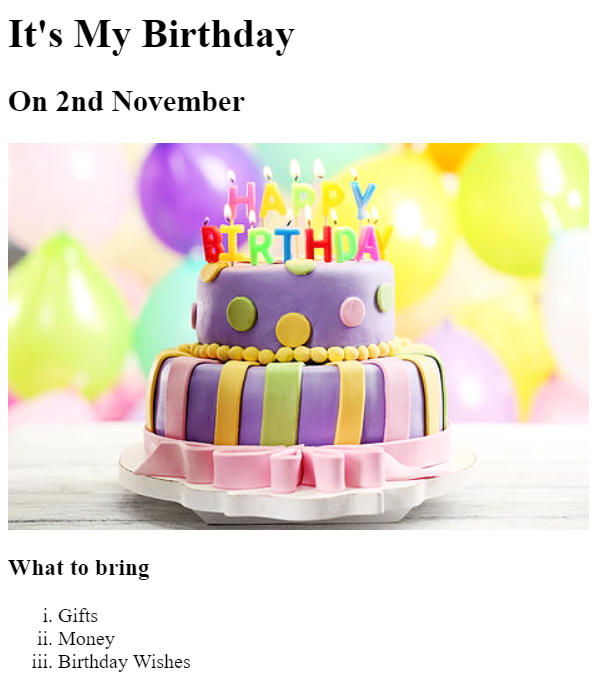 It's My Birthday
On 2nd November
HAPPY
BIRTHDAY
What to bring
i. Gifts
ii. Money
iii. Birthday Wishes